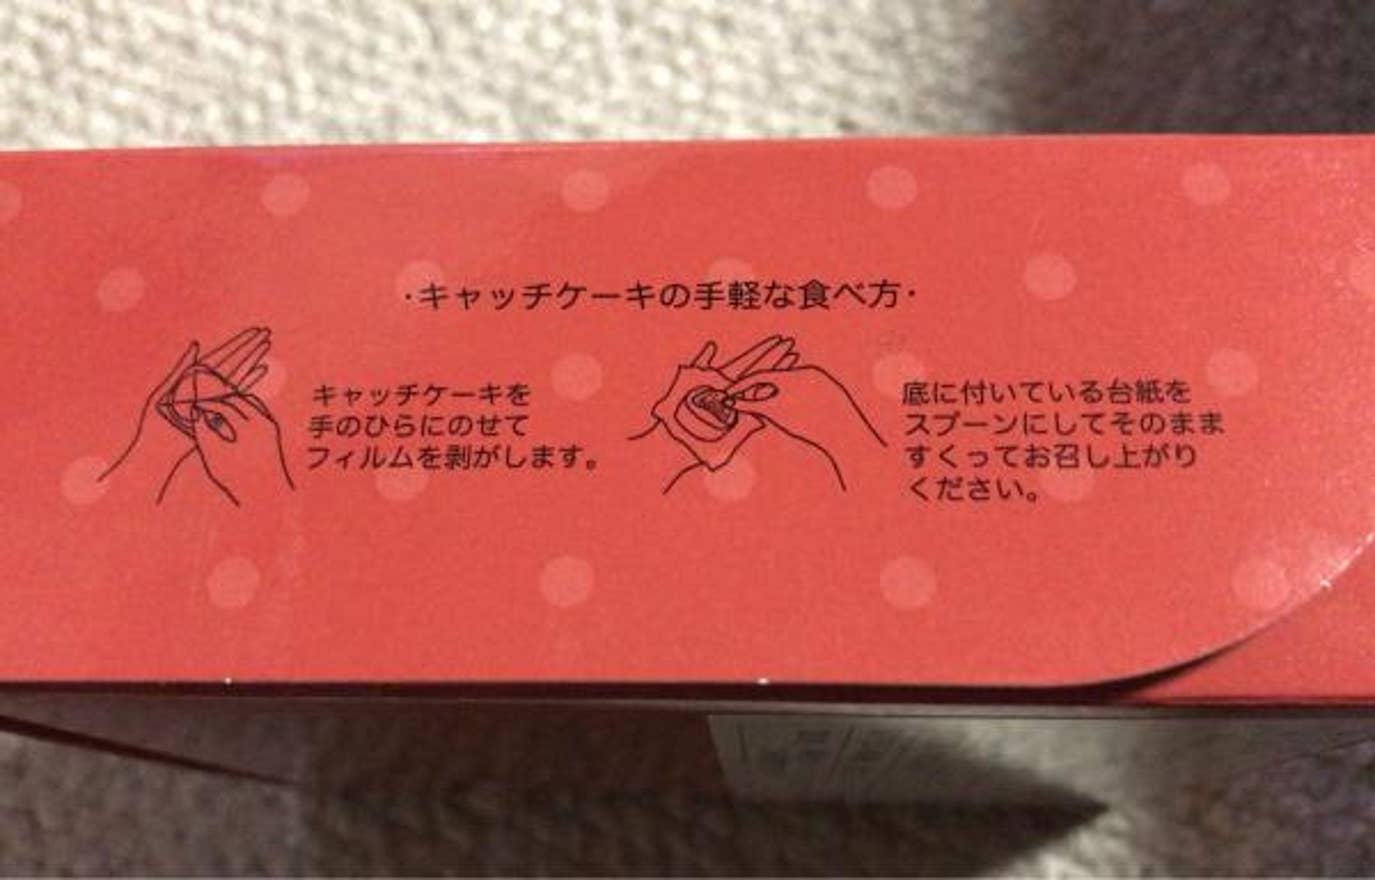 ・キャッチケーキの手軽な食べ方・
キャッチケーキを
手のひらにのせて
フィルムを剥がします。
底に付いている台紙を
スプーンにしてそのまま
すくってお召し上がり
ください。